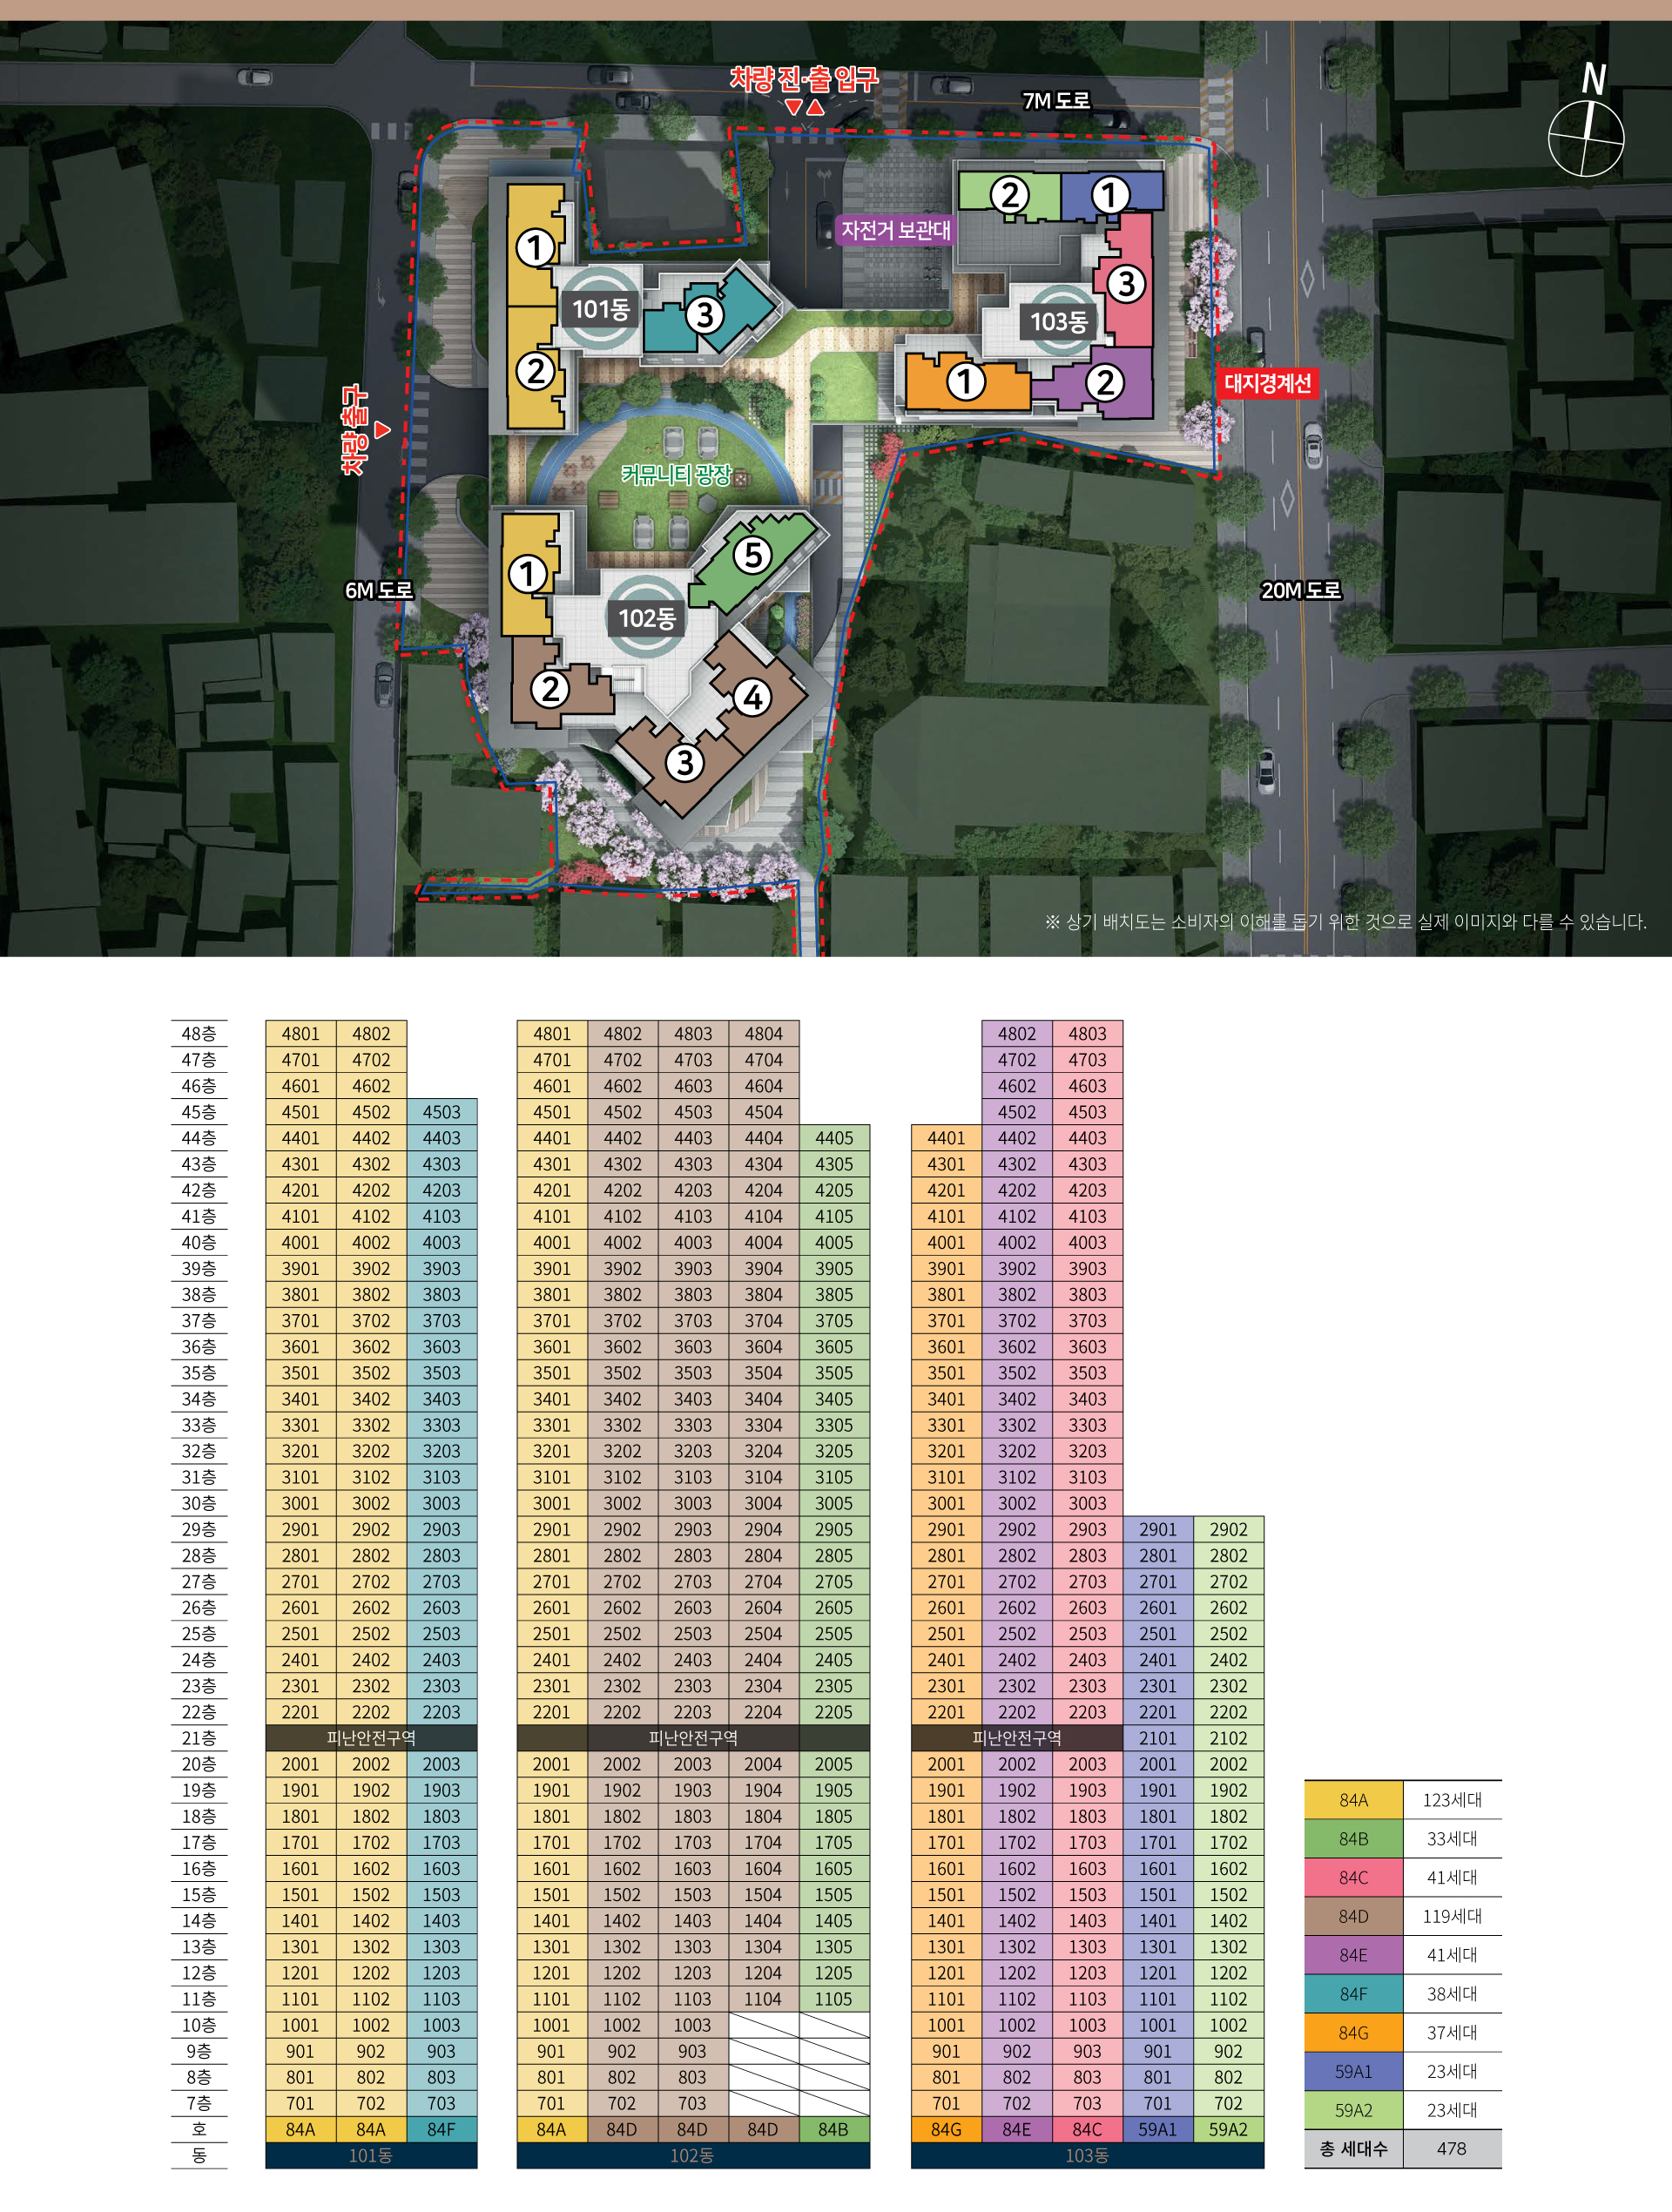 차량 진·출 입구
7M 도로
N
2 1
1
자전거 보관대
3
101동 3
103동
2
1 2
대지경계선
차량 출구
커뮤니티 광장
5
1
6M 도로
20M 도로
102동
2
4
3
※ 상기 배치도는 소비자의 이해를 돕기 위한 것으로 실제 이미지와 다를 수 있습니다.
48층 4801 4802 4801 4802 4803 4804 4802 4803
47층 4701 4702 4701 4702 4703 4704 4702 4703
46층 4601 4602 4601 4602 4603 4604 4602 4603
45층 4501 4502 4503 4501 4502 4503 4504 4502 4503
44층 4401 4402 4403 4401 4402 4403 4404 4405 4401 4402 4403
43층 4301 4302 4303 4301 4302 4303 4304 4305 4301 4302 4303
42층 4201 4202 4203 4201 4202 4203 4204 4205 4201 4202 4203
41층 4101 4102 4103 4101 4102 4103 4104 4105 4101 4102 4103
40층 4001 4002 4003 4001 4002 4003 4004 4005 4001 4002 4003
39층 3901 3902 3903 3901 3902 3903 3904 3905 3901 3902 3903
38층 3801 3802 3803 3801 3802 3803 3804 3805 3801 3802 3803
37층 3701 3702 3703 3701 3702 3703 3704 3705 3701 3702 3703
36층 3601 3602 3603 3601 3602 3603 3604 3605 3601 3602 3603
35층 3501 3502 3503 3501 3502 3503 3504 3505 3501 3502 3503
34층 3401 3402 3403 3401 3402 3403 3404 3405 3401 3402 3403
33층 3301 3302 3303 3301 3302 3303 3304 3305 3301 3302 3303
32층 3201 3202 3203 3201 3202 3203 3204 3205 3201 3202 3203
31층 3101 3102 3103 3101 3102 3103 3104 3105 3101 3102 3103
30층 3001 3002 3003 3001 3002 3003 3004 3005 3001 3002 3003
29층 2901 2902 2903 2901 2902 2903 2904 2905 2901 2902 2903 2901 2902
28층 2801 2802 2803 2801 2802 2803 2804 2805 2801 2802 2803 2801 2802
27층 2701 2702 2703 2701 2702 2703 2704 2705 2701 2702 2703 2701 2702
26층 2601 2602 2603 2601 2602 2603 2604 2605 2601 2602 2603 2601 2602
25층 2501 2502 2503 2501 2502 2503 2504 2505 2501 2502 2503 2501 2502
24층 2401 2402 2403 2401 2402 2403 2404 2405 2401 2402 2403 2401 2402
23층 2301 2302 2303 2301 2302 2303 2304 2305 2301 2302 2303 2301 2302
22층 2201 2202 2203 2201 2202 2203 2204 2205 2201 2202 2203 2201 2202
21층 피난안전구역 피난안전구역 피난안전구역 2101 2102
20층 2001 2002 2003 2001 2002 2003 2004 2005 2001 2002 2003 2001 2002
19층 1901 1902 1903 1901 1902 1903 1904 1905 1901 1902 1903 1901 1902
18층 1801 1802 1803 1801 1802 1803 1804 1805 1801 1802 1803 1801 1802
17층 1701 1702 1703 1701 1702 1703 1704 1705 1701 1702 1703 1701 1702
16층 1601 1602 1603 1601 1602 1603 1604 1605 1601 1602 1603 1601 1602
15층 1501 1502 1503 1501 1502 1503 1504 1505 1501 1502 1503 1501 1502
14층 1401 1402 1403 1401 1402 1403 1404 1405 1401 1402 1403 1401 1402
13층 1301 1302 1303 1301 1302 1303 1304 1305 1301 1302 1303 1301 1302
12층 1201 1202 1203 1201 1202 1203 1204 1205 1201 1202 1203 1201 1202
11층 1101 1102 1103 1101 1102 1103 1104 1105 1101 1102 1103 1101 1102
10층 1001 1002 1003 1001 1002 1003 1001 1002 1003 1001 1002
9층 901 902 903 901 902 903 901 902 903 901 902
8층 801 802 803 801 802 803 801 802 803 801 802
7층 701 702 703 701 702 703 701 702 703 701 702
호 84A 84A 84F 84A 84D 84D 84D 84B 84G 84E 84C 59A1 59A2
동 101동 102동 103동
84A 123세대
84B 33세대
84C 41세대
84D 119세대
84E 41세대
84F 38세대
84G 37세대
59A1 23세대
59A2 23세대
총 세대수 478